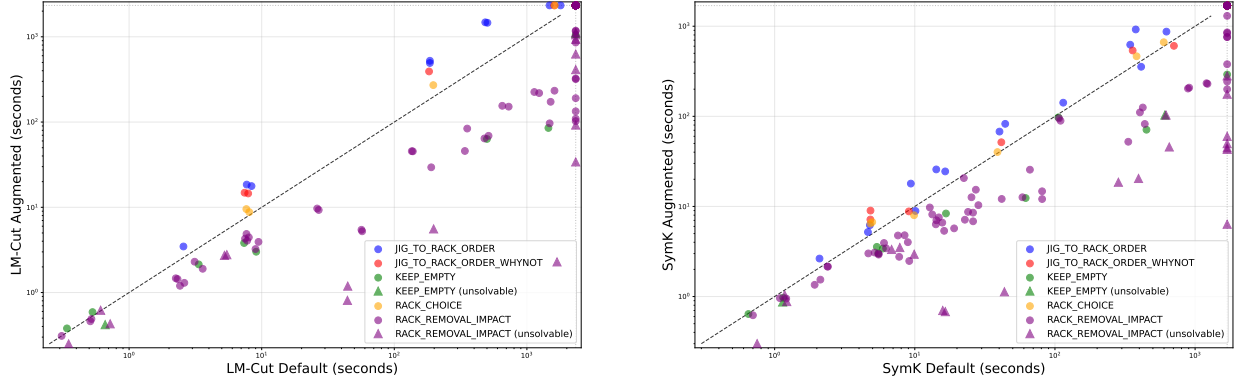 LM-Cut Augmented (seconds)
10³
10²
10¹
10⁰
JIG_TO_RACK_ORDER
JIG_TO_RACK_ORDER_WHYNOT
KEEP_EMPTY
KEEP_EMPTY (unsolvable)
RACK_CHOICE
RACK_REMOVAL_IMPACT
RACK_REMOVAL_IMPACT (unsolvable)
10⁰ 10¹ 10² 10³
LM-Cut Default (seconds)
SymK Augmented (seconds)
10³
10²
10¹
10⁰
JIG_TO_RACK_ORDER
JIG_TO_RACK_ORDER_WHYNOT
KEEP_EMPTY
KEEP_EMPTY (unsolvable)
RACK_CHOICE
RACK_REMOVAL_IMPACT
RACK_REMOVAL_IMPACT (unsolvable)
10⁰ 10¹ 10² 10³
SymK Default (seconds)